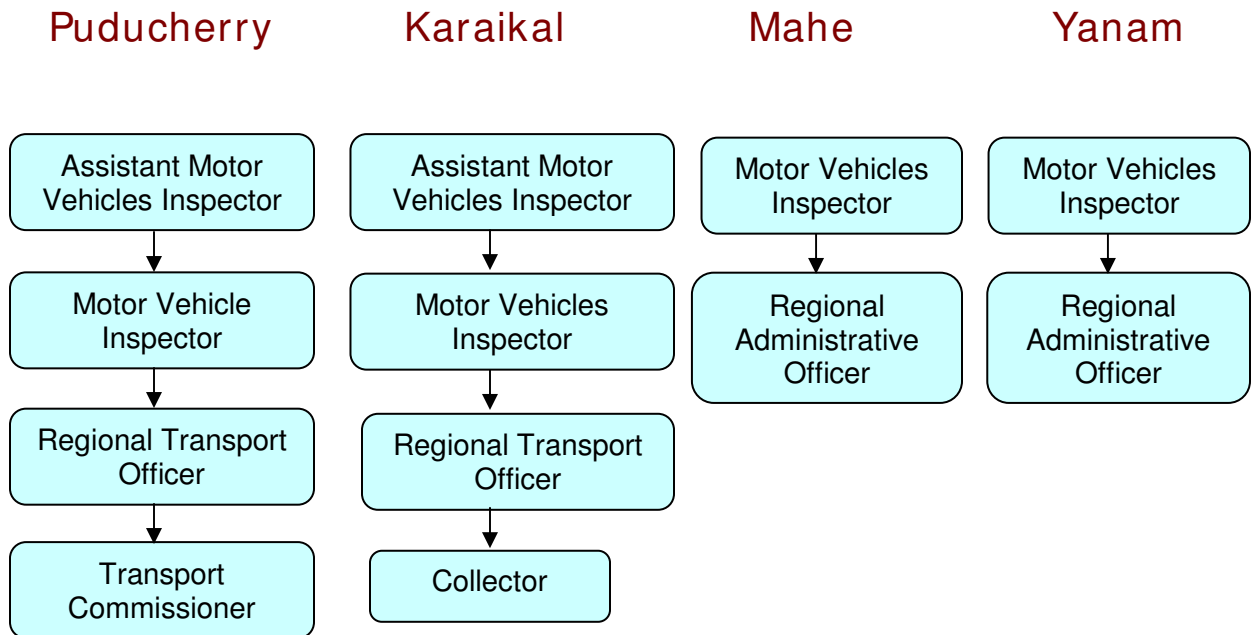 Puducherry
Karaikal
Mahe
Yanam
Assistant Motor
Vehicles Inspector
Motor Vehicle
Inspector
Regional Transport
Officer
Transport
Commissioner
Assistant Motor
Vehicles Inspector
Motor Vehicles
Inspector
Regional Transport
Officer
Collector
Motor Vehicles
Inspector
Regional
Administrative
Officer
Motor Vehicles
Inspector
Regional
Administrative
Officer